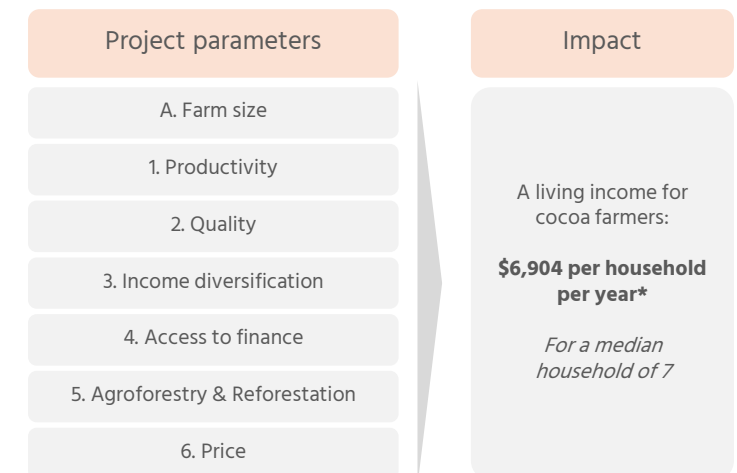 Project parameters
A. Farm size
1. Productivity
2. Quality
3. Income diversification
4. Access to finance
5. Agroforestry & Reforestation
6. Price
Impact
A living income for
cocoa farmers:
$6,904 per household
per year*
For a median
household of 7